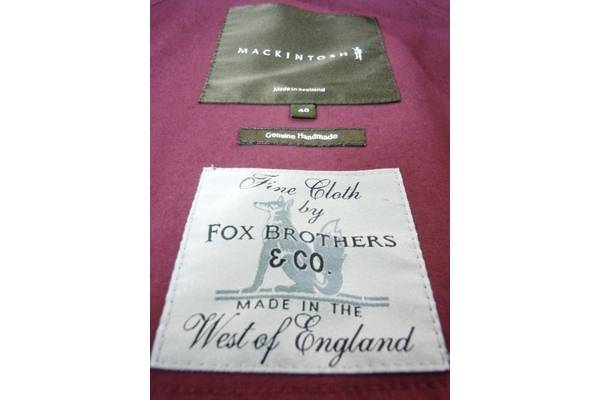 MACKINTOSH
Made in Scotland
40
Genuine Handmade
Fine Cloth
by
FOX BROTHERS
& CO.
MADE IN THE
West of England